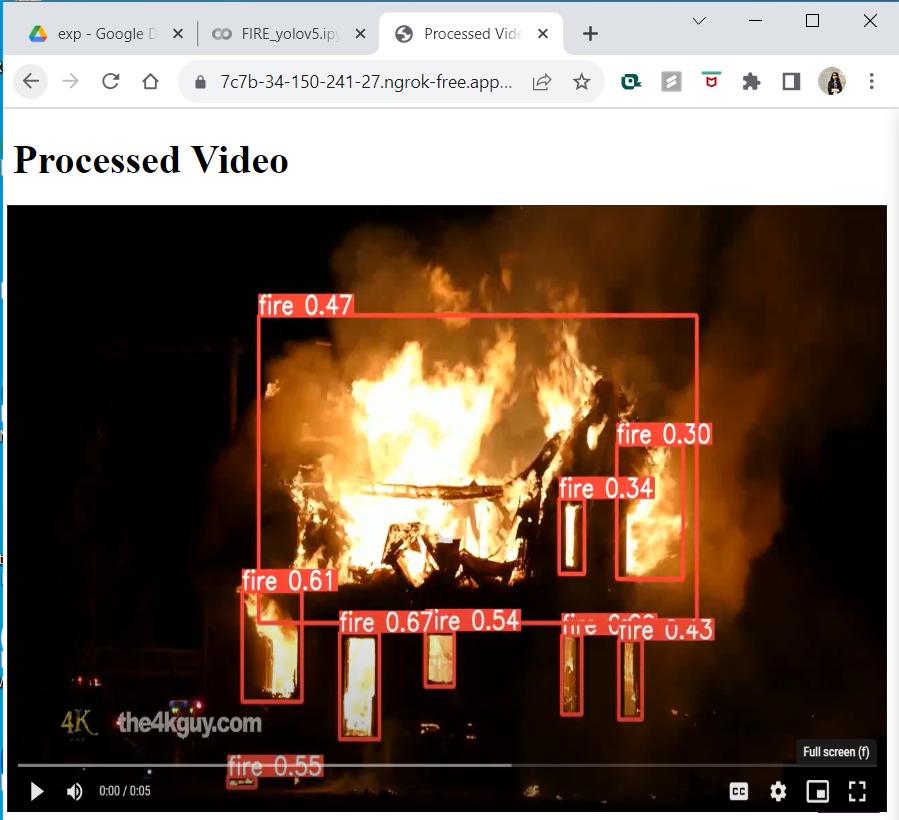 exp - Google D
FIRE_yolov5.ipy
Processed Vide
7c7b-34-150-241-27.ngrok-free.app...
Processed Video
fire 0.47
fire 0.30
fire 0.34
fire 0.61
fire 0.67
fire 0.54
fire
fire 0.43
4K the4kguy.com
Full screen (f)
fire 0.55
0:00 / 0:05
CC